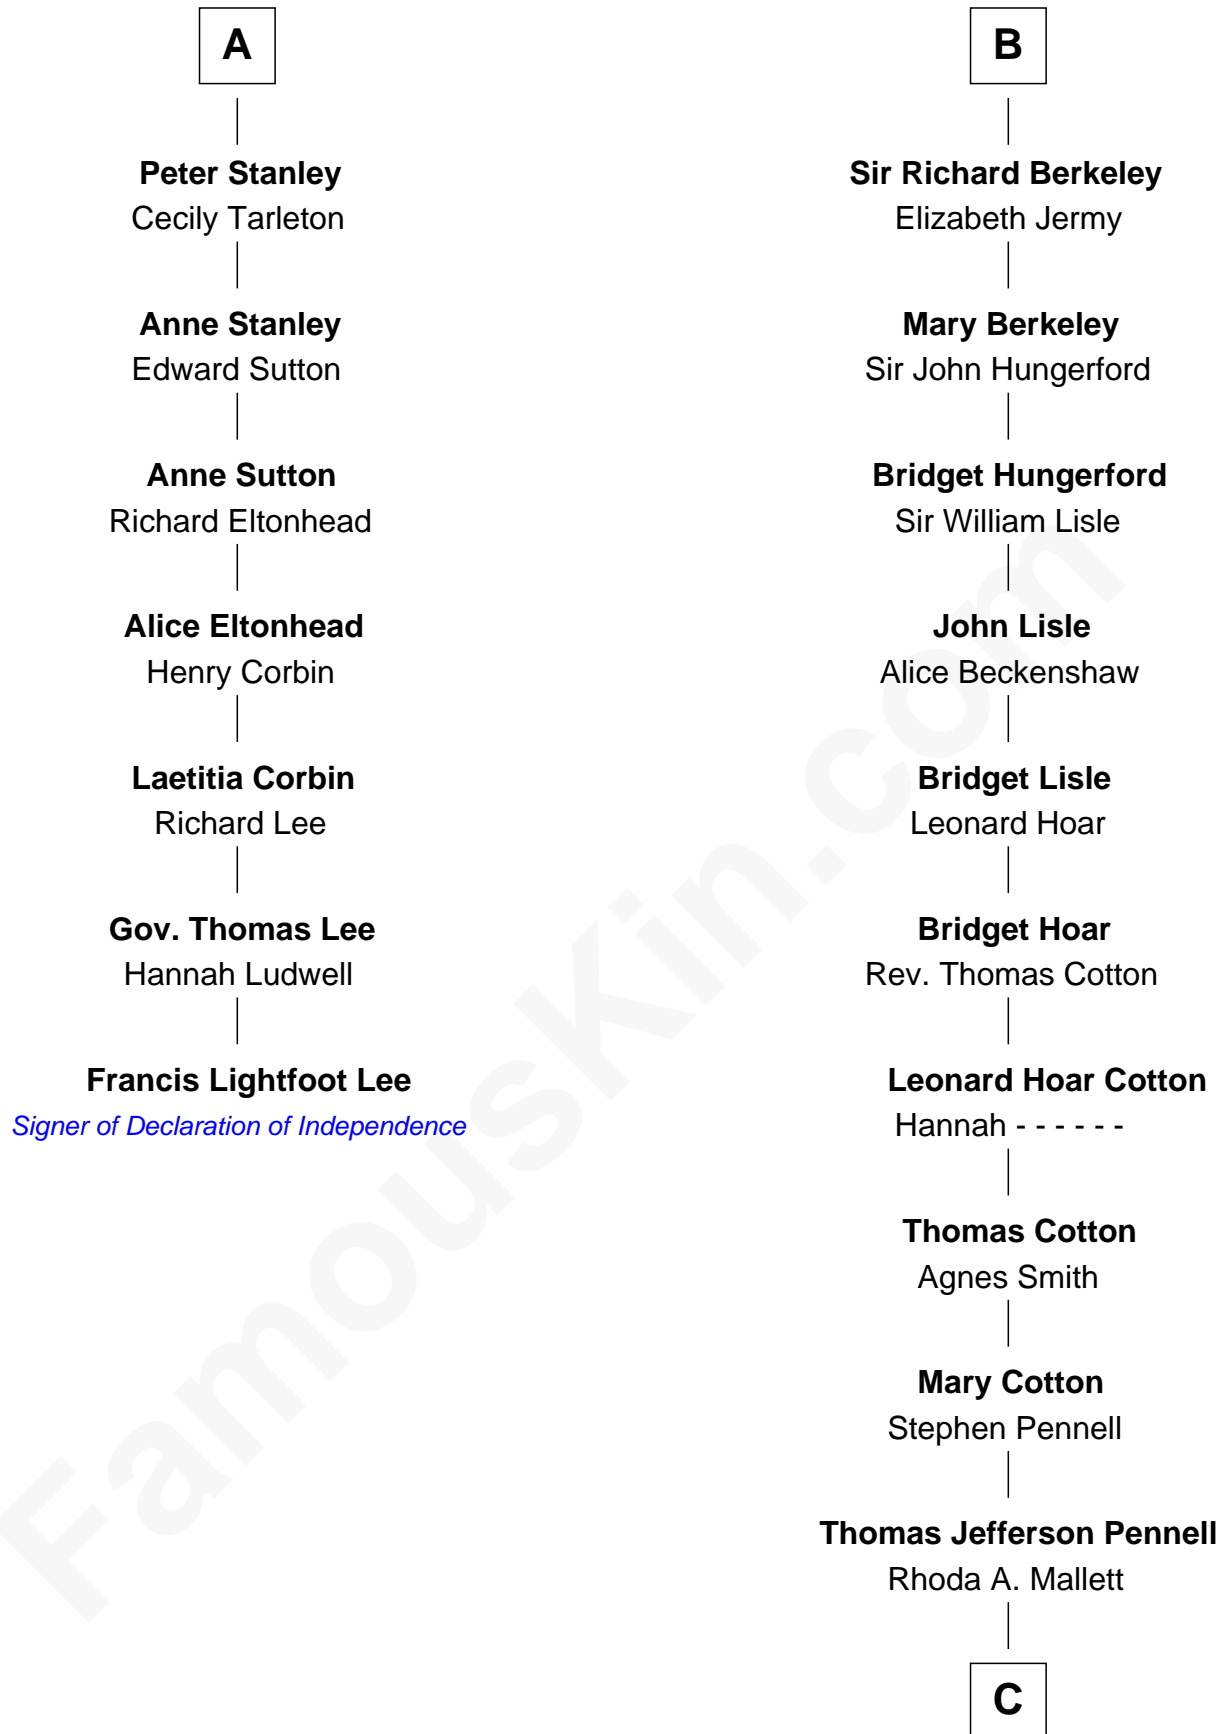 A
Peter Stanley
Cecily Tarleton
Anne Stanley
Edward Sutton
Anne Sutton
Richard Eltonhead
Alice Eltonhead
Henry Corbin
Laetitia Corbin
Richard Lee
Gov. Thomas Lee
Hannah Ludwell
Francis Lightfoot Lee
Signer of Declaration of Independence
B
Sir Richard Berkeley
Elizabeth Jermy
Mary Berkeley
Sir John Hungerford
Bridget Hungerford
Sir William Lisle
John Lisle
Alice Beckenshaw
Bridget Lisle
Leonard Hoar
Bridget Hoar
Rev. Thomas Cotton
Leonard Hoar Cotton
Hannah - - - - - -
Thomas Cotton
Agnes Smith
Mary Cotton
Stephen Pennell
Thomas Jefferson Pennell
Rhoda A. Mallett
C
FamousKin.com